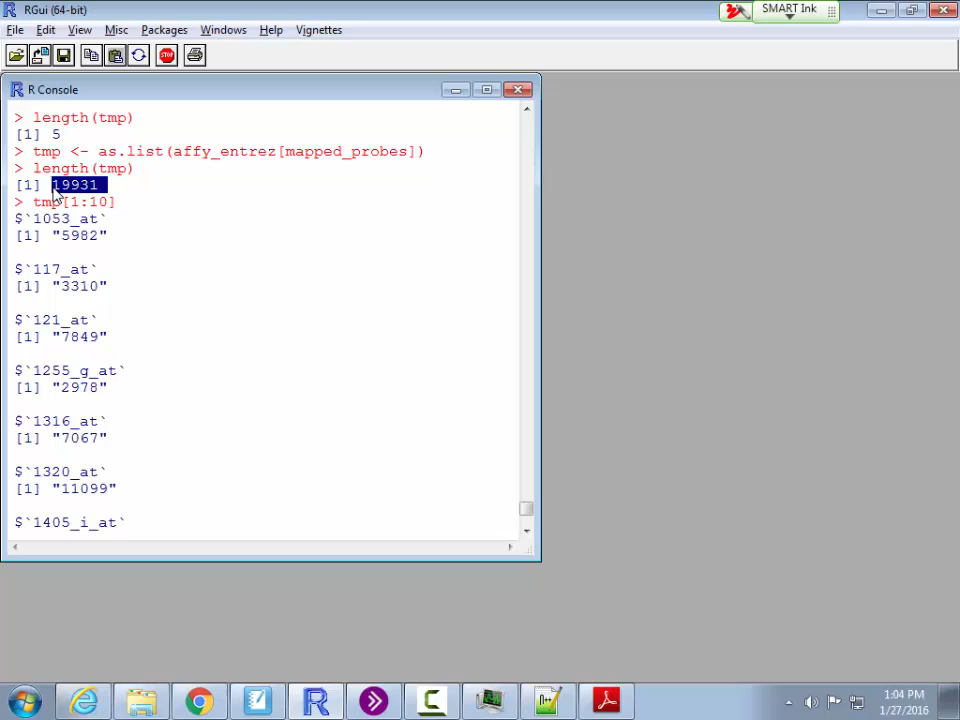 RGui (64-bit)
SMART Ink
File Edit View Misc Packages Windows Help Vignettes
STOP
R Console
> length(tmp)
[1] 5
> tmp <- as.list(affy_entrez[mapped_probes])
> length(tmp)
[1] 19931
> tmp[1:10]
$`1053_at`
[1] "5982"
$`117_at`
[1] "3310"
$`121_at`
[1] "7849"
$`1255_g_at`
[1] "2978"
$`1316_at`
[1] "7067"
$`1320_at`
[1] "11099"
$`1405_i_at`
1:04 PM
1/27/2016